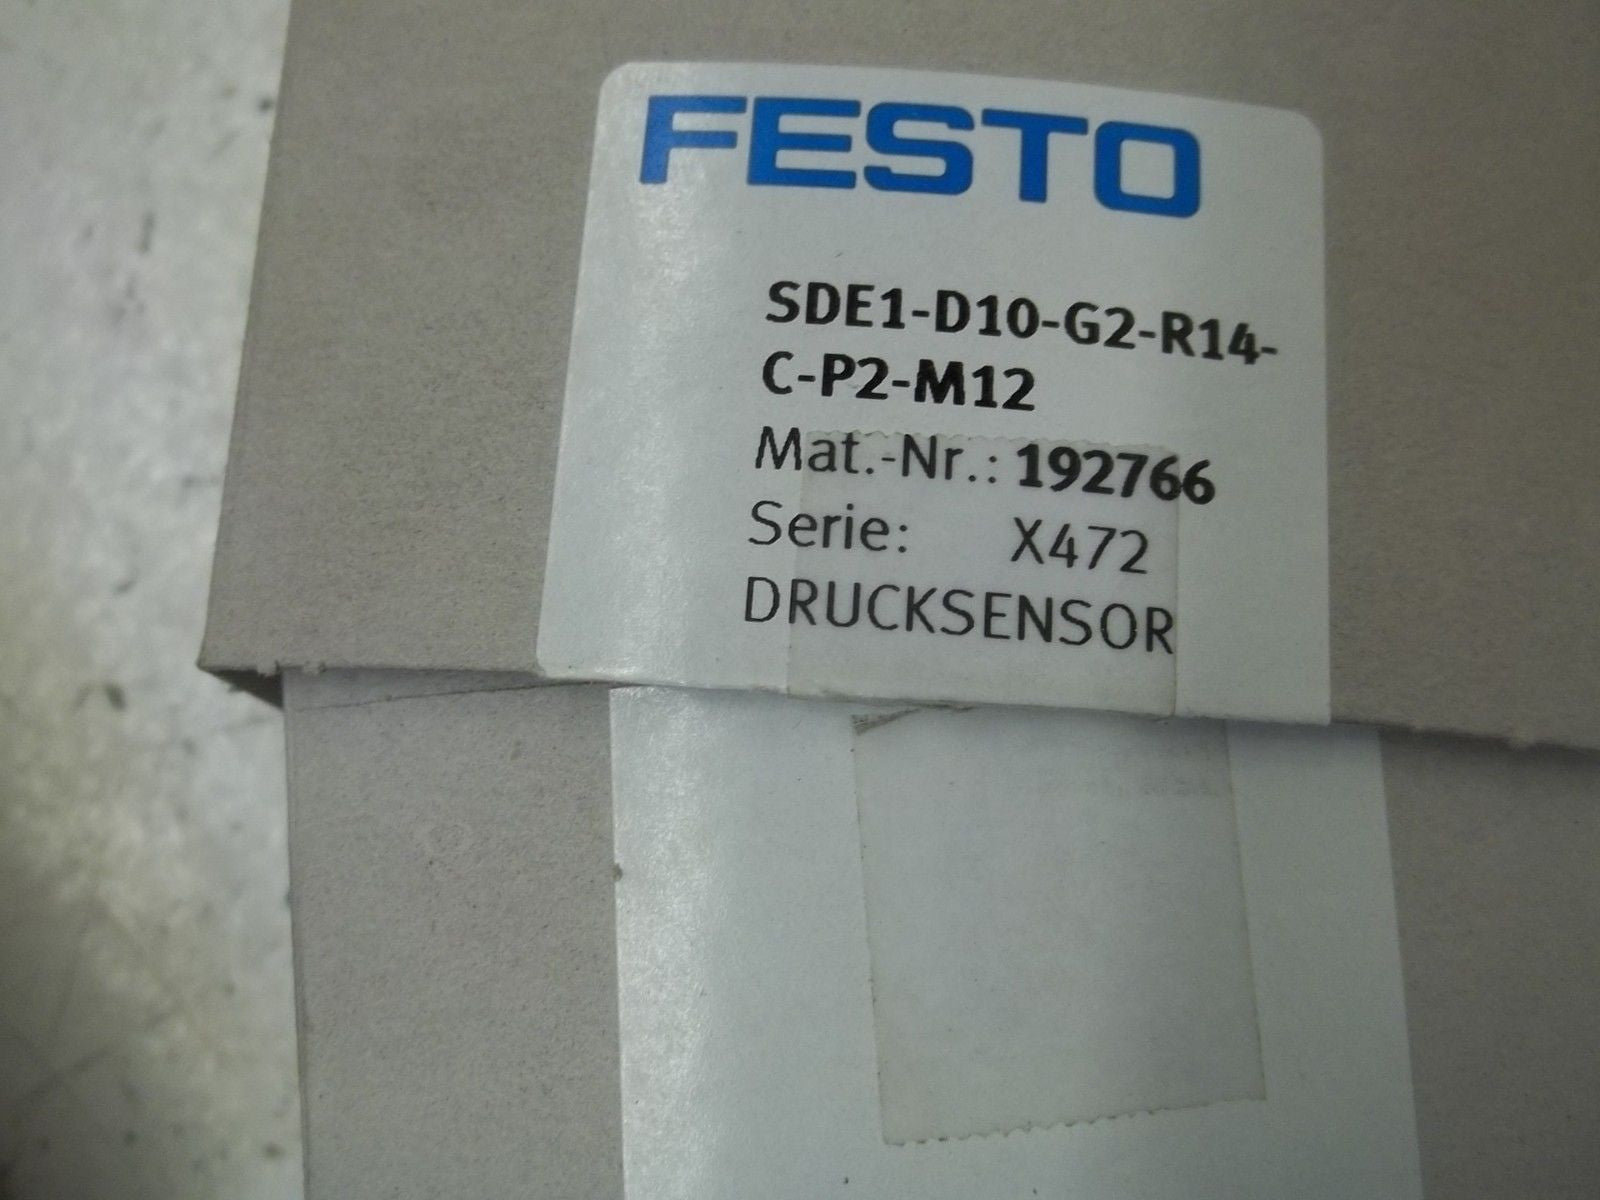 FESTO
SDE1-D10-G2-R14-
C-P2-M12
Mat.-Nr.: 192766
Serie: X472
DRUCKSENSOR